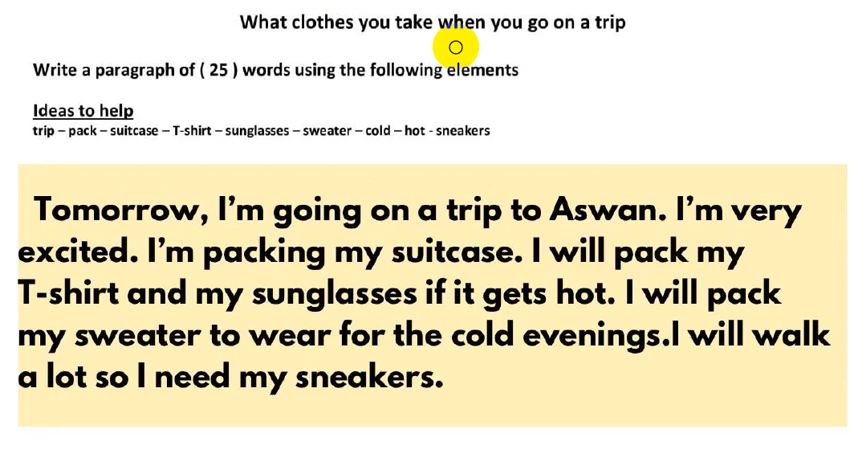 What clothes you take when you go on a trip
Write a paragraph of ( 25 ) words using the following elements
Ideas to help
trip – pack – suitcase – T-shirt – sunglasses – sweater – cold – hot - sneakers
Tomorrow, I'm going on a trip to Aswan. I'm very
excited. I'm packing my suitcase. I will pack my
T-shirt and my sunglasses if it gets hot. I will pack
my sweater to wear for the cold evenings.I will walk
a lot so I need my sneakers.